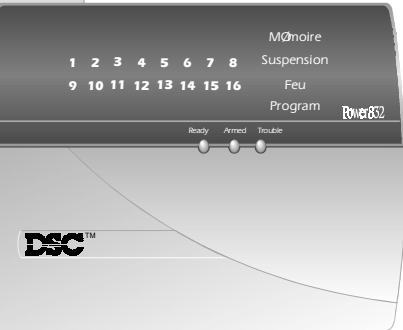 MØmoire
1 2 3 4 5 6 7 8 Suspension
9 10 11 12 13 14 15 16 Feu
Program
Power832
Ready Armed Trouble
DSC™